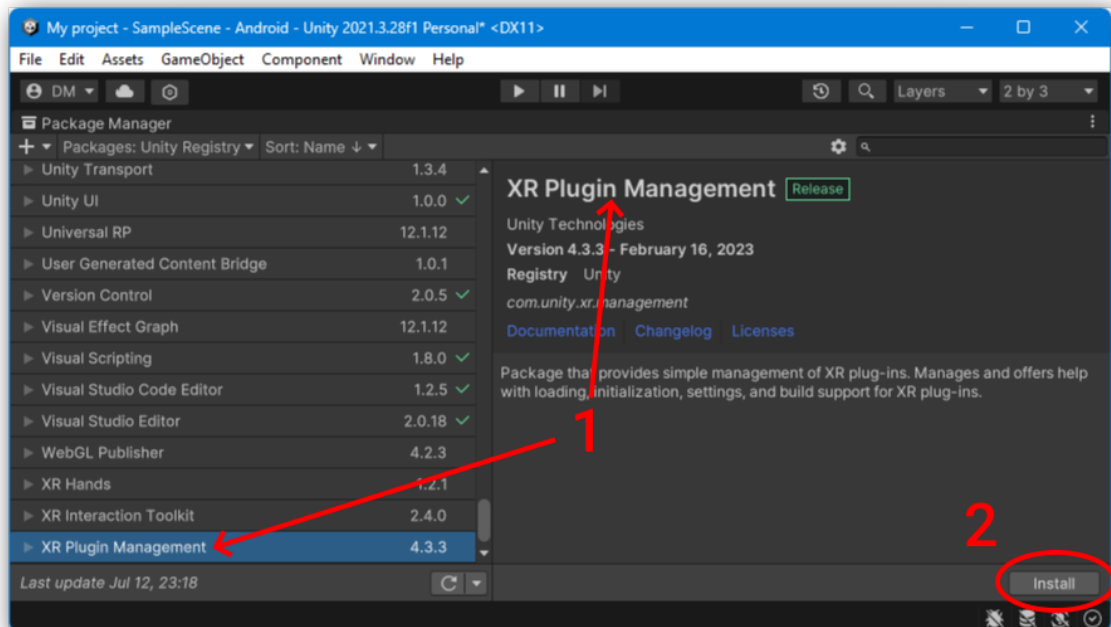 My project - SampleScene - Android - Unity 2021.3.28f1 Personal* <DX11>
File Edit Assets GameObject Component Window Help
DM Layers 2 by 3
Package Manager
Packages: Unity Registry Sort: Name ↓
Unity Transport 1.3.4
Unity UI 1.0.0
Universal RP 12.1.12
User Generated Content Bridge 1.0.1
Version Control 2.0.5
Visual Effect Graph 12.1.12
Visual Scripting 1.8.0
Visual Studio Code Editor 1.2.5
Visual Studio Editor 2.0.18
WebGL Publisher 4.2.3
XR Hands 1.2.1
XR Interaction Toolkit 2.4.0
XR Plugin Management 4.3.3
Last update Jul 12, 23:18
XR Plugin Management Release
Unity Technologies
Version 4.3.3 - February 16, 2023
Registry Unity
com.unity.xr.management
Documentation Changelog Licenses
Package that provides simple management of XR plug-ins. Manages and offers help
with loading, initialization, settings, and build support for XR plug-ins.
1
2
Install